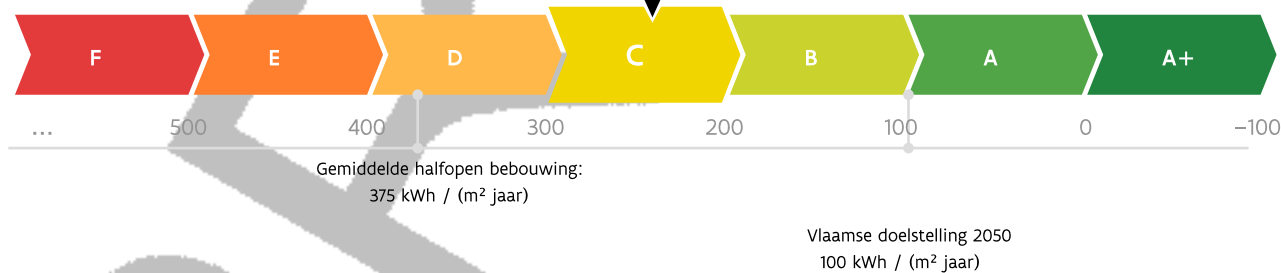 F E D C B A A+
... 500 400 300 200 100 0 −100
Gemiddelde halfopen bebouwing:
375 kWh / (m² jaar)
Vlaamse doelstelling 2050
100 kWh / (m² jaar)